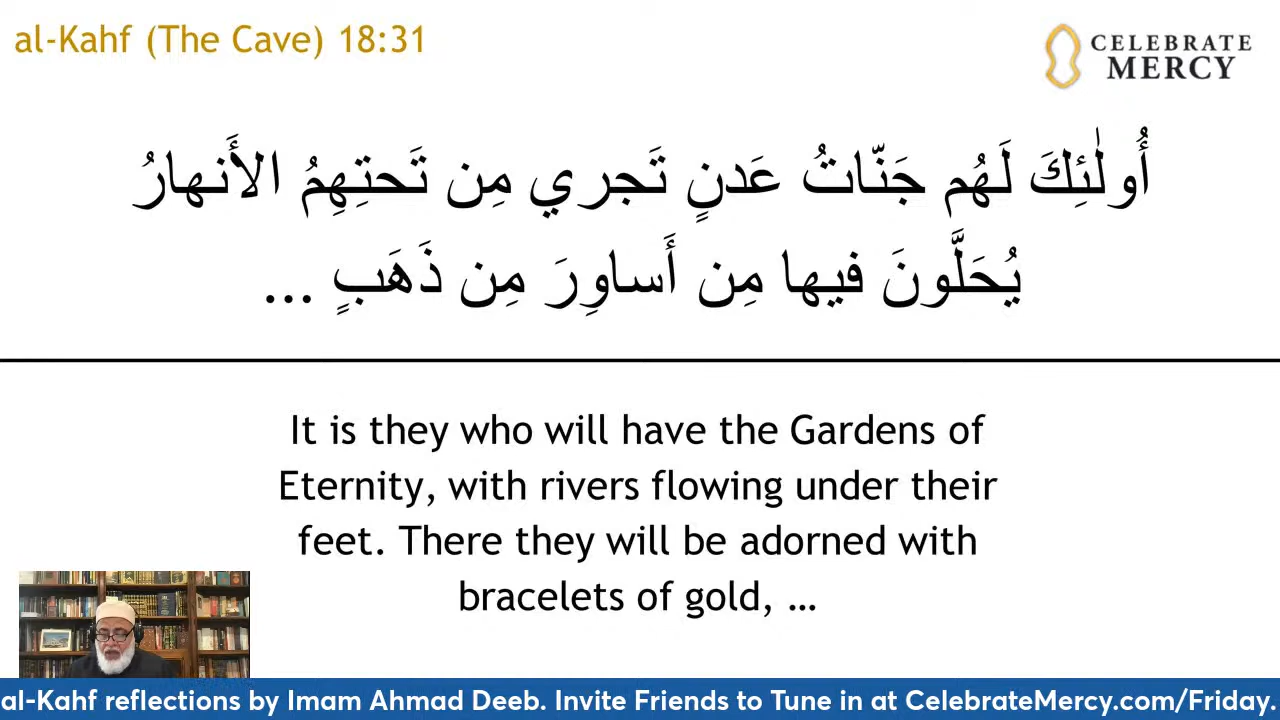 al-Kahf (The Cave) 18:31
CELEBRATE
MERCY
أُولٰئِكَ لَهُم جَنّاتُ عَدنٍ تَجري مِن تَحتِهِمُ الأَنهارُ
يُحَلَّونَ فيها مِن أَساوِرَ مِن ذَهَبٍ ...
It is they who will have the Gardens of
Eternity, with rivers flowing under their
feet. There they will be adorned with
bracelets of gold, ...
al-Kahf reflections by Imam Ahmad Deeb. Invite Friends to Tune in at CelebrateMercy.com/Friday.